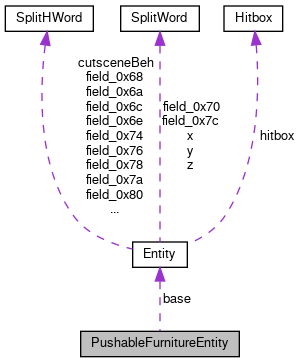 SplitHWord
SplitWord
Hitbox
cutsceneBeh
field_0x68
field_0x6a
field_0x6c
field_0x6e
field_0x74
field_0x76
field_0x78
field_0x7a
field_0x80
...
field_0x70
field_0x7c
x
y
z
hitbox
Entity
base
PushableFurnitureEntity